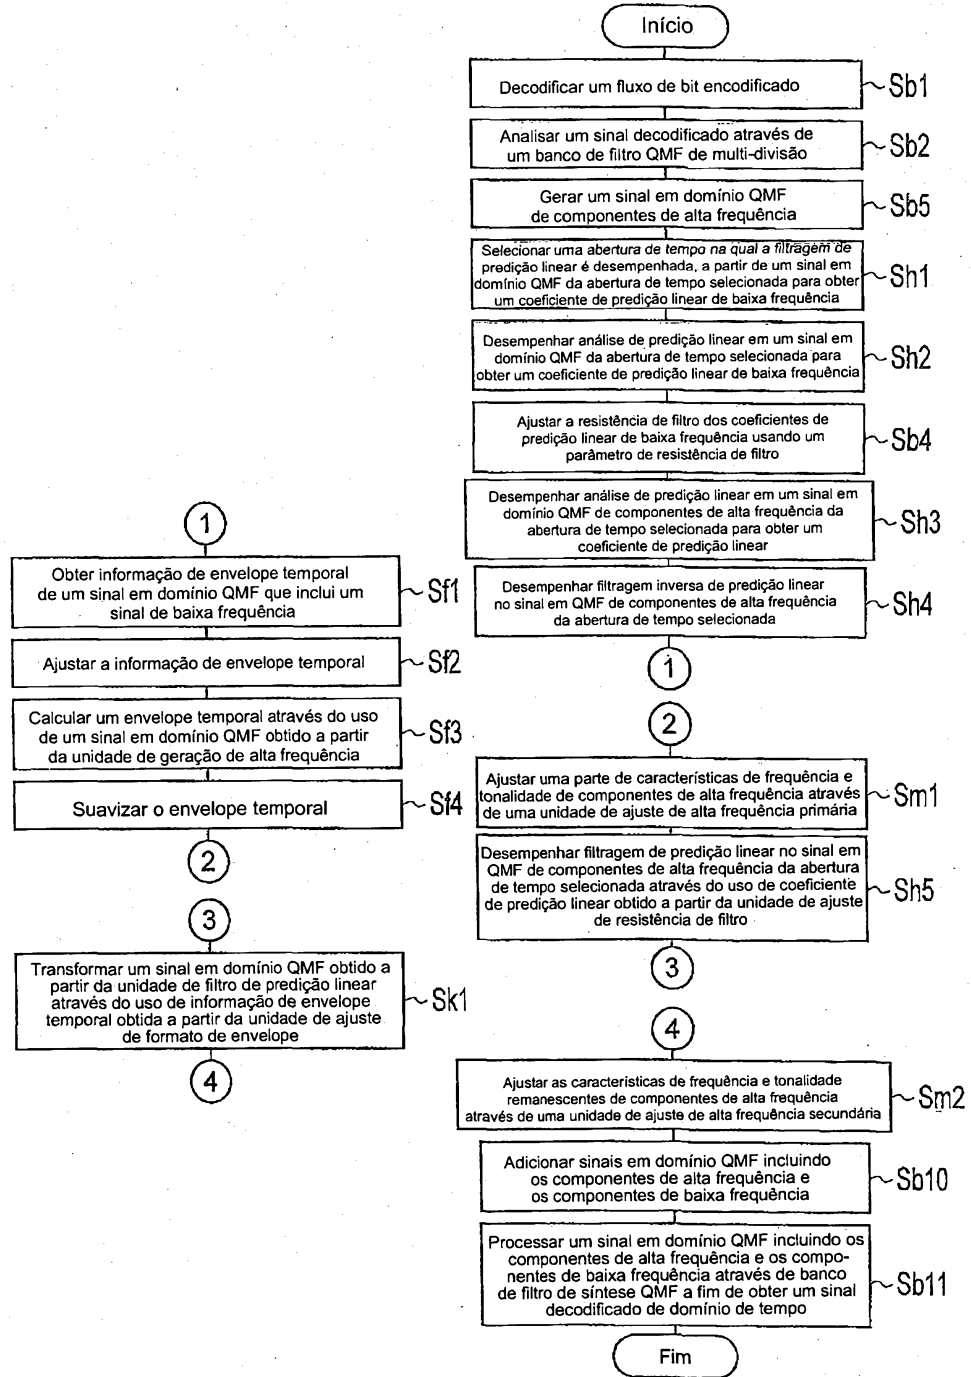 Início
Decodificar um fluxo de bit encodificado
Sb1
Analisar um sinal decodificado através de
um banco de filtro QMF de multi-divisão
Sb2
Gerar um sinal em domínio QMF
de componentes de alta frequência
Sb5
Selecionar uma abertura de tempo na qual a filtragem de
predição linear é desempenhada, a partir de um sinal em
domínio QMF da abertura de tempo selecionada para obter
um coeficiente de predição linear de baixa frequência
Sh1
Desempenhar análise de predição linear em um sinal em
domínio QMF da abertura de tempo selecionada para
obter um coeficiente de predição linear de baixa frequência
Sh2
Ajustar a resistência de filtro dos coeficientes de
predição linear de baixa frequência usando um
parâmetro de resistência de filtro
Sb4
Desempenhar análise de predição linear em um sinal em
domínio QMF de componentes de alta frequência da
abertura de tempo selecionada para obter um
coeficiente de predição linear
Sh3
Desempenhar filtragem inversa de predição linear
no sinal em QMF de componentes de alta frequência
da abertura de tempo selecionada
Sh4
1
1
Obter informação de envelope temporal
de um sinal em domínio QMF que inclui um
sinal de baixa frequência
Sf1
Ajustar a informação de envelope temporal
Sf2
Calcular um envelope temporal através do uso
de um sinal em domínio QMF obtido a partir
da unidade de geração de alta frequência
Sf3
Suavizar o envelope temporal
Sf4
2
2
Ajustar uma parte de características de frequência e
tonalidade de componentes de alta frequência através
de uma unidade de ajuste de alta frequência primária
Sm1
Desempenhar filtragem de predição linear no sinal em
QMF de componentes de alta frequência da abertura
de tempo selecionada através do uso de coeficiente
de predição linear obtido a partir da unidade de ajuste
de resistência de filtro
Sh5
3
3
Transformar um sinal em domínio QMF obtido a
partir da unidade de filtro de predição linear
através do uso de informação de envelope
temporal obtida a partir da unidade de ajuste
de formato de envelope
Sk1
4
4
Ajustar as características de frequência e tonalidade
remanescentes de componentes de alta frequência
através de uma unidade de ajuste de alta frequência secundária
Sm2
Adicionar sinais em domínio QMF incluindo
os componentes de alta frequência e
os componentes de baixa frequência
Sb10
Processar um sinal em domínio QMF incluindo os
componentes de alta frequência e os compo-
nentes de baixa frequência através de banco
de filtro de síntese QMF a fim de obter um sinal
decodificado de domínio de tempo
Sb11
Fim